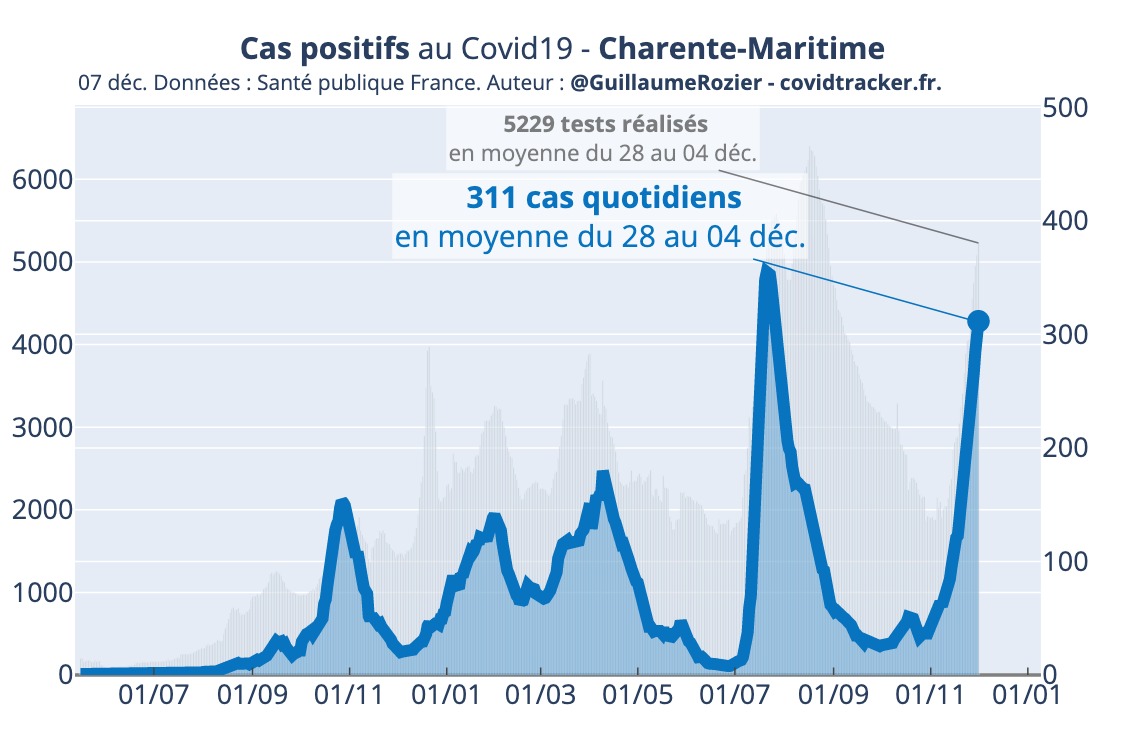 Cas positifs au Covid19 - Charente-Maritime
07 déc. Données : Santé publique France. Auteur : @GuillaumeRozier - covidtracker.fr.
500
5229 tests réalisés
en moyenne du 28 au 04 déc.
6000
311 cas quotidiens
400
en moyenne du 28 au 04 déc.
5000
4000
300
3000
200
2000
100
1000
0
0
01/07 01/09 01/11 01/01 01/03 01/05 01/07 01/09 01/11 01/01